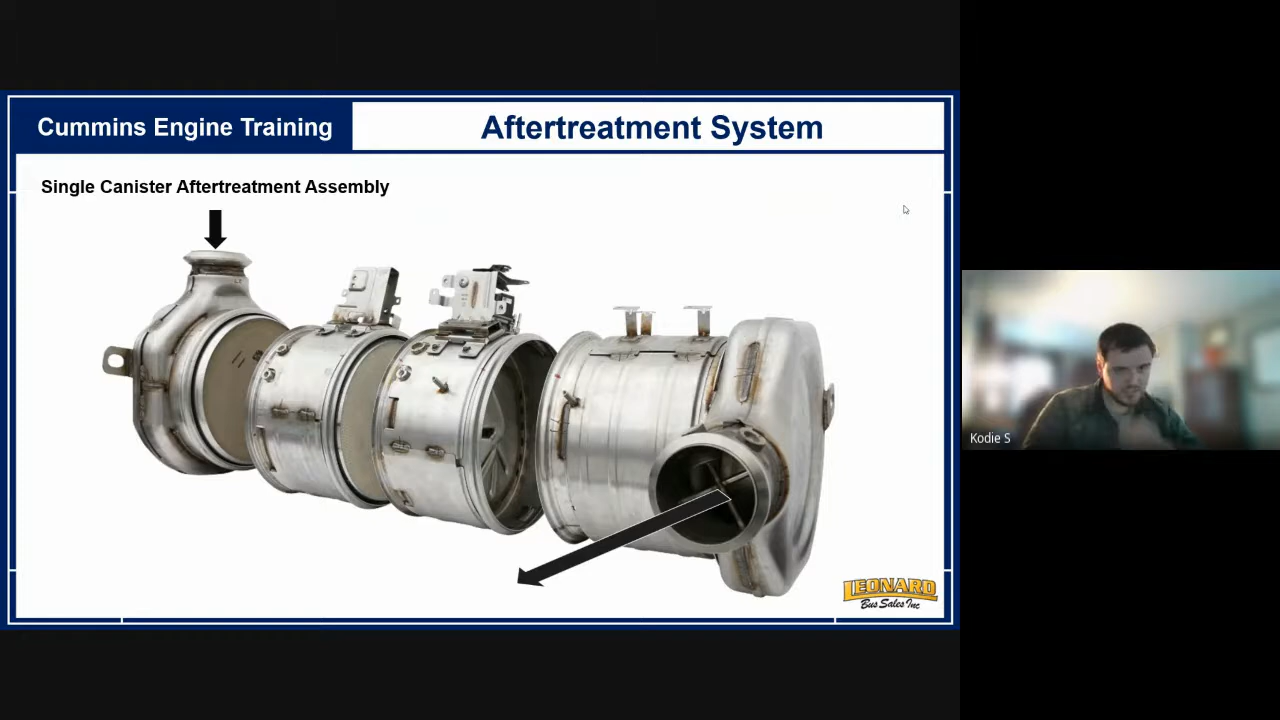 Cummins Engine Training
Aftertreatment System
Single Canister Aftertreatment Assembly
LEONARD
Bus Sales Inc
Kodie S